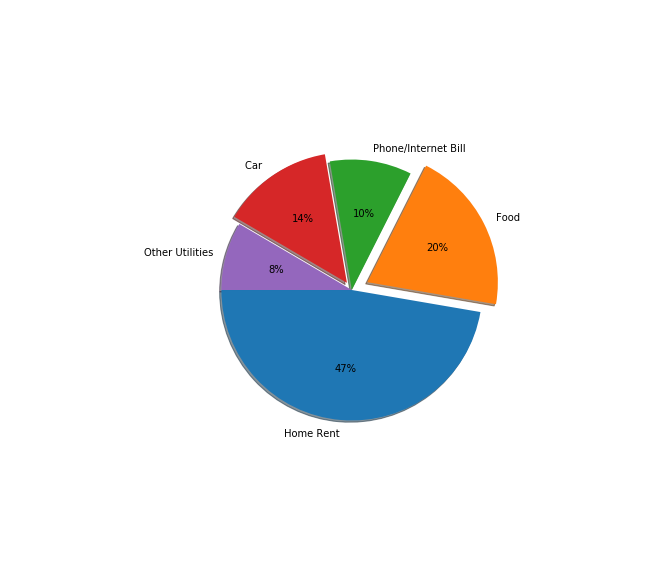 Phone/Internet Bill
Car
10%
14%
Food
20%
Other Utilities
8%
47%
Home Rent